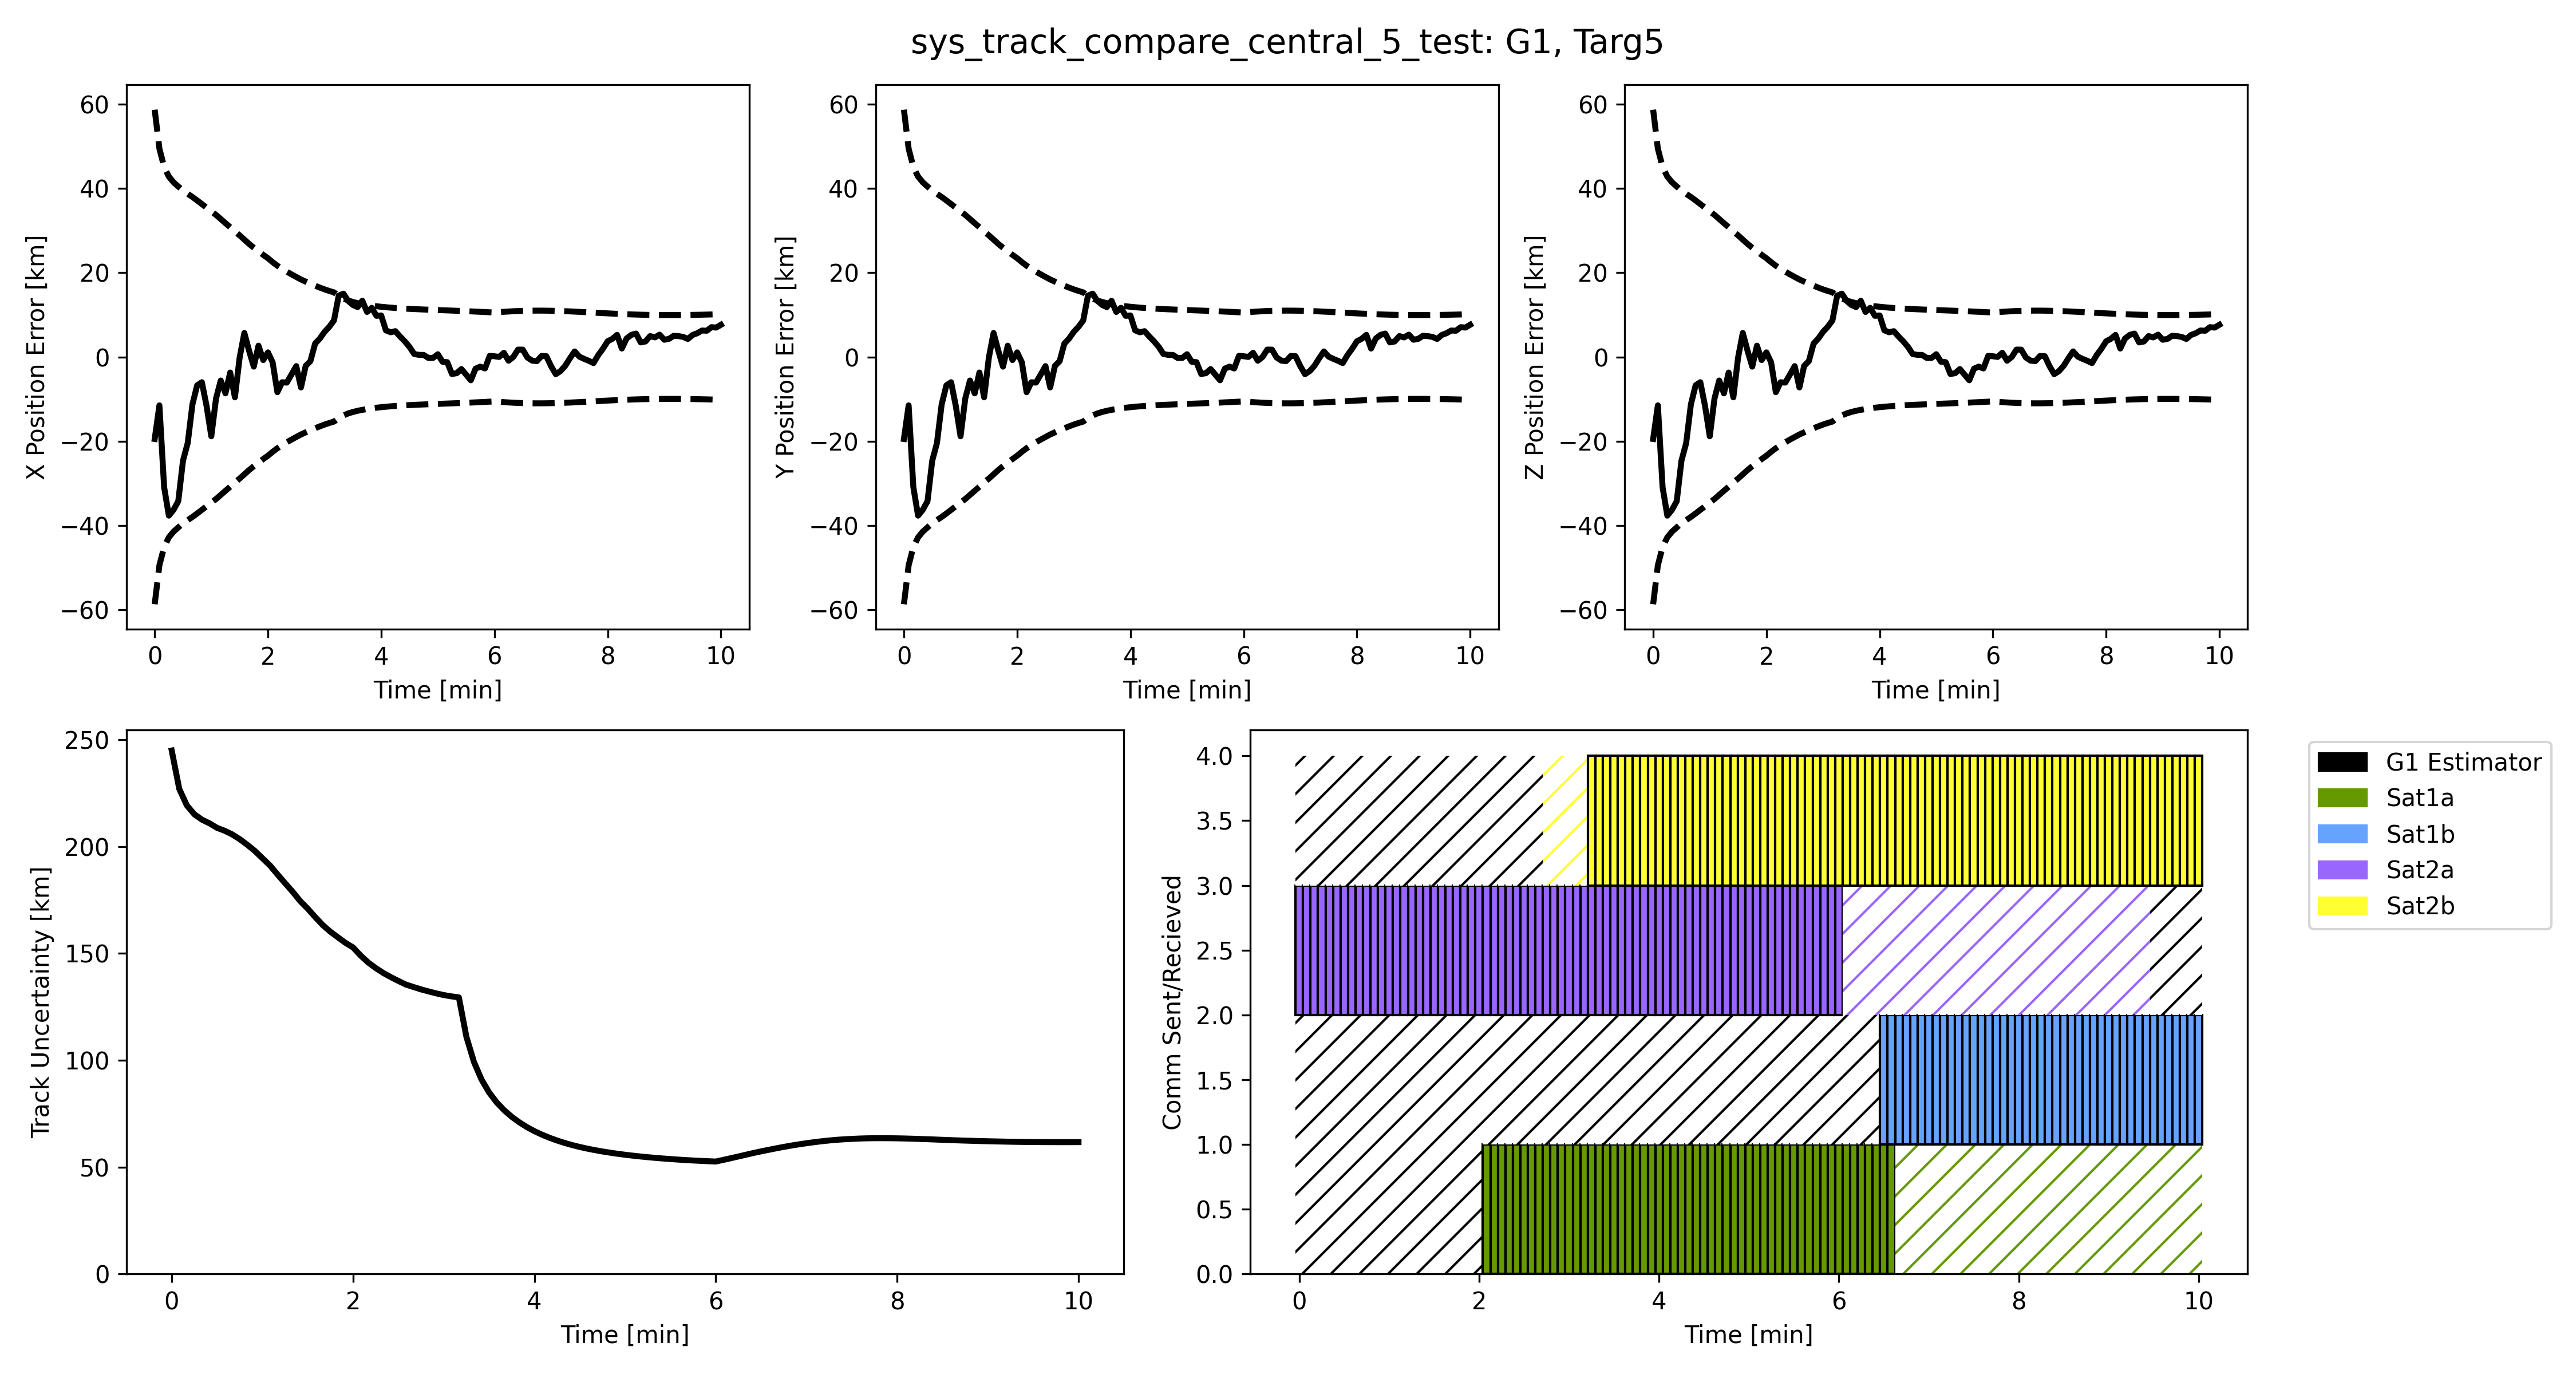 sys_track_compare_central_5_test: G1, Targ5
X Position Error [km]
60
40
20
0
−20
−40
−60
0 2 4 6 8 10
Time [min]
Y Position Error [km]
60
40
20
0
−20
−40
−60
0 2 4 6 8 10
Time [min]
Z Position Error [km]
60
40
20
0
−20
−40
−60
0 2 4 6 8 10
Time [min]
Track Uncertainty [km]
250
200
150
100
50
0
0 2 4 6 8 10
Time [min]
Comm Sent/Recieved
4.0
3.5
3.0
2.5
2.0
1.5
1.0
0.5
0.0
0 2 4 6 8 10
Time [min]
G1 Estimator
Sat1a
Sat1b
Sat2a
Sat2b